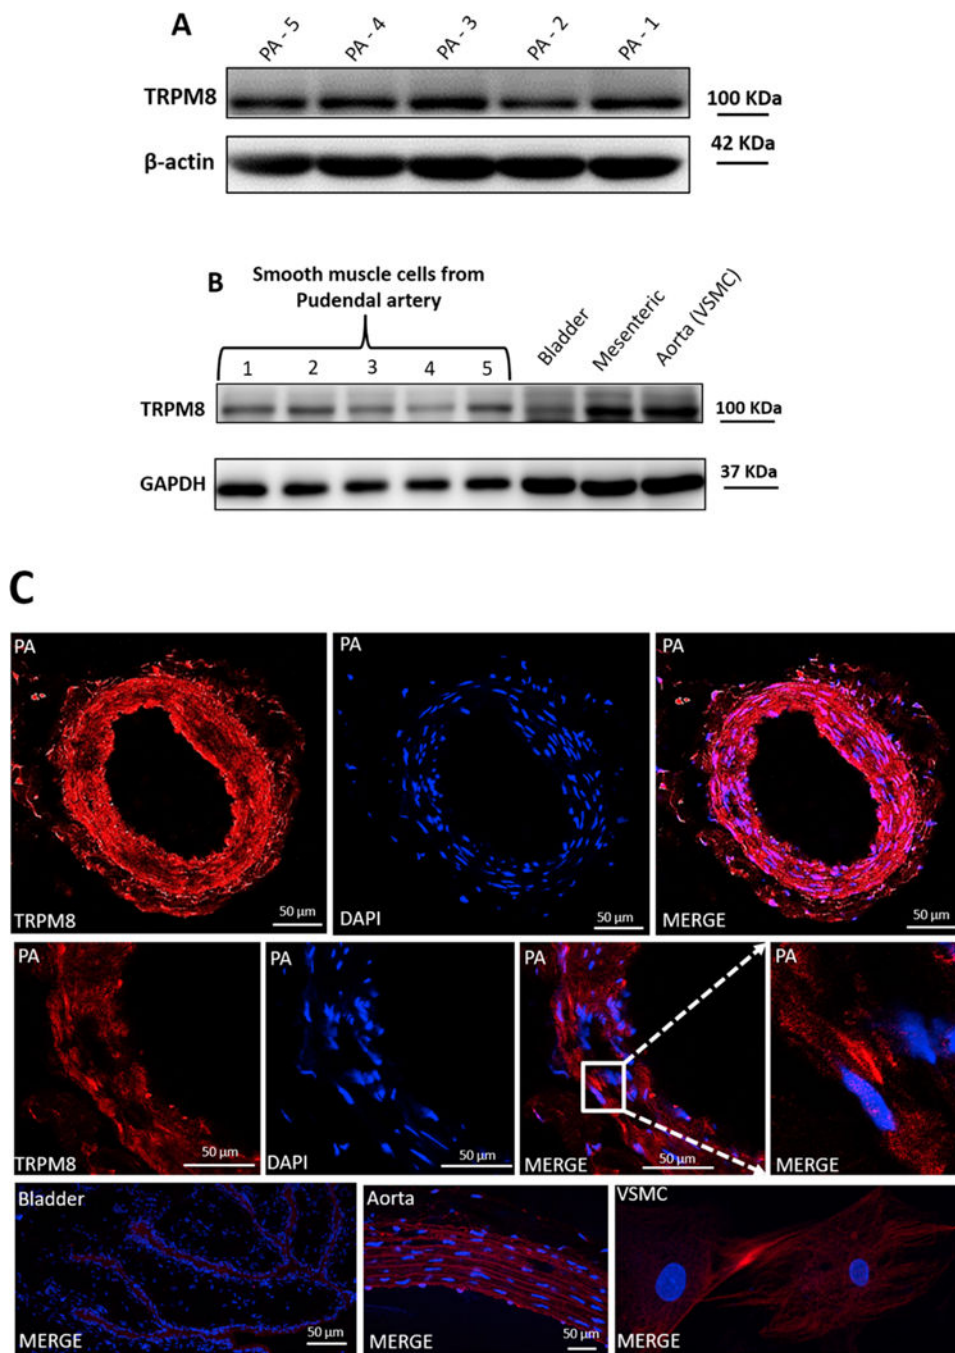 A
PA - 5 PA - 4 PA - 3 PA - 2 PA - 1
TRPM8 100 KDa
β-actin 42 KDa
B
Smooth muscle cells from
Pudendal artery
Bladder Mesenteric Aorta (VSMC)
1 2 3 4 5
TRPM8 100 KDa
GAPDH 37 KDa
C
PA PA PA
50 µm 50 µm 50 µm
TRPM8 DAPI MERGE
PA PA PA PA
50 µm 50 µm 50 µm
TRPM8 DAPI MERGE MERGE
Bladder Aorta VSMC
50 µm 50 µm
MERGE MERGE MERGE